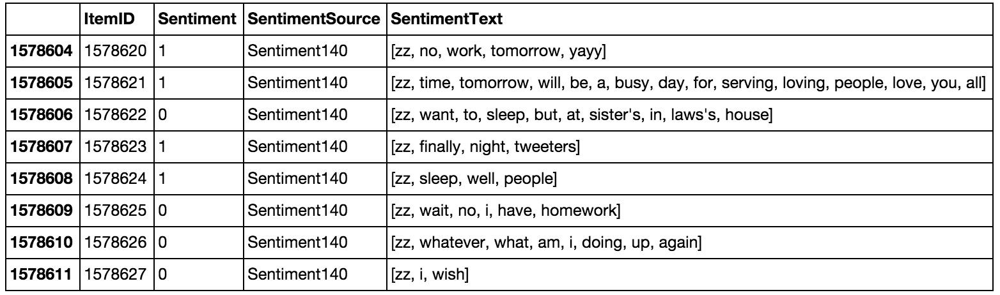 ItemID Sentiment SentimentSource SentimentText
1578604 1578620 1 Sentiment140 [zz, no, work, tomorrow, yayy]
1578605 1578621 1 Sentiment140 [zz, time, tomorrow, will, be, a, busy, day, for, serving, loving, people, love, you, all]
1578606 1578622 0 Sentiment140 [zz, want, to, sleep, but, at, sister's, in, laws's, house]
1578607 1578623 1 Sentiment140 [zz, finally, night, tweeters]
1578608 1578624 1 Sentiment140 [zz, sleep, well, people]
1578609 1578625 0 Sentiment140 [zz, wait, no, i, have, homework]
1578610 1578626 0 Sentiment140 [zz, whatever, what, am, i, doing, up, again]
1578611 1578627 0 Sentiment140 [zz, i, wish]